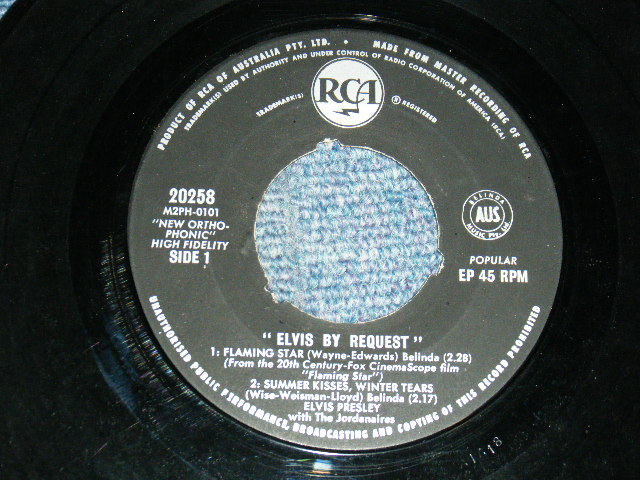 PRODUCT OF RCA OF AUSTRALIA PTY. LTD. • MADE FROM MASTER RECORDING OF RCA
TRADEMARK(S) USED BY AUTHORITY AND UNDER CONTROL OF RADIO CORPORATION OF AMERICA (RCA)
RCA
TRADEMARK(S) ® REGISTERED
20258
M2PH-0101
"NEW ORTHO-
PHONIC"
HIGH FIDELITY
SIDE 1
BELINDA
AUS
MUSIC Pty. Ltd
POPULAR
EP 45 RPM
"ELVIS BY REQUEST"
1: FLAMING STAR (Wayne-Edwards) Belinda (2.28)
(From the 20th Century-Fox CinemaScope film
"Flaming Star")
2: SUMMER KISSES, WINTER TEARS
(Wise-Weisman-Lloyd) Belinda (2.17)
ELVIS PRESLEY
with The Jordanaires
UNAUTHORISED PUBLIC PERFORMANCE, BROADCASTING AND COPYING OF THIS RECORD PROHIBITED